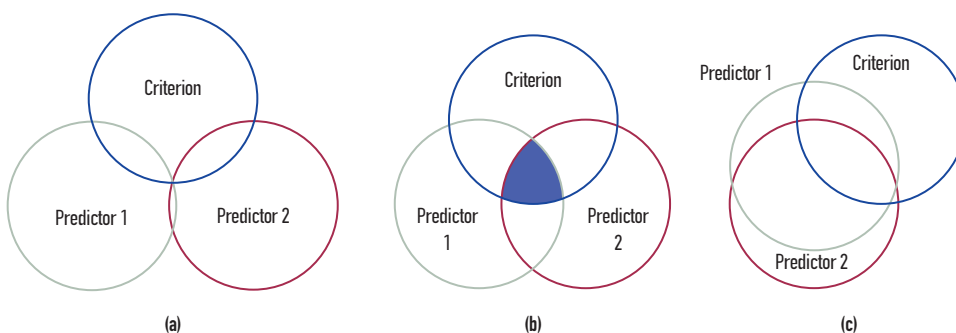 Criterion
Predictor 1
Predictor 2
(a)
Criterion
Predictor
1
Predictor
2
(b)
Predictor 1
Criterion
Predictor 2
(c)